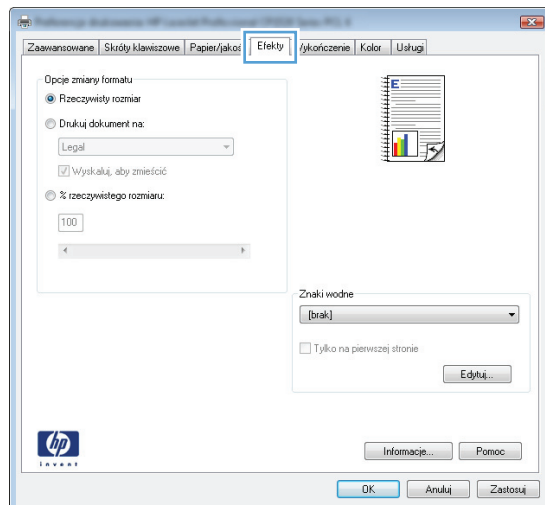 Zaawansowane Skróty klawiszowe Papier/jakoś Efekty Wykończenie Kolor Usługi
Opcje zmiany formatu
Rzeczywisty rozmiar
Drukuj dokument na:
Legal
Wyskaluj, aby zmieścić
% rzeczywistego rozmiaru:
100
E
Znaki wodne
[brak]
Tylko na pierwszej stronie
Edytuj...
hp
invent
Informacje... Pomoc
OK Anuluj Zastosuj